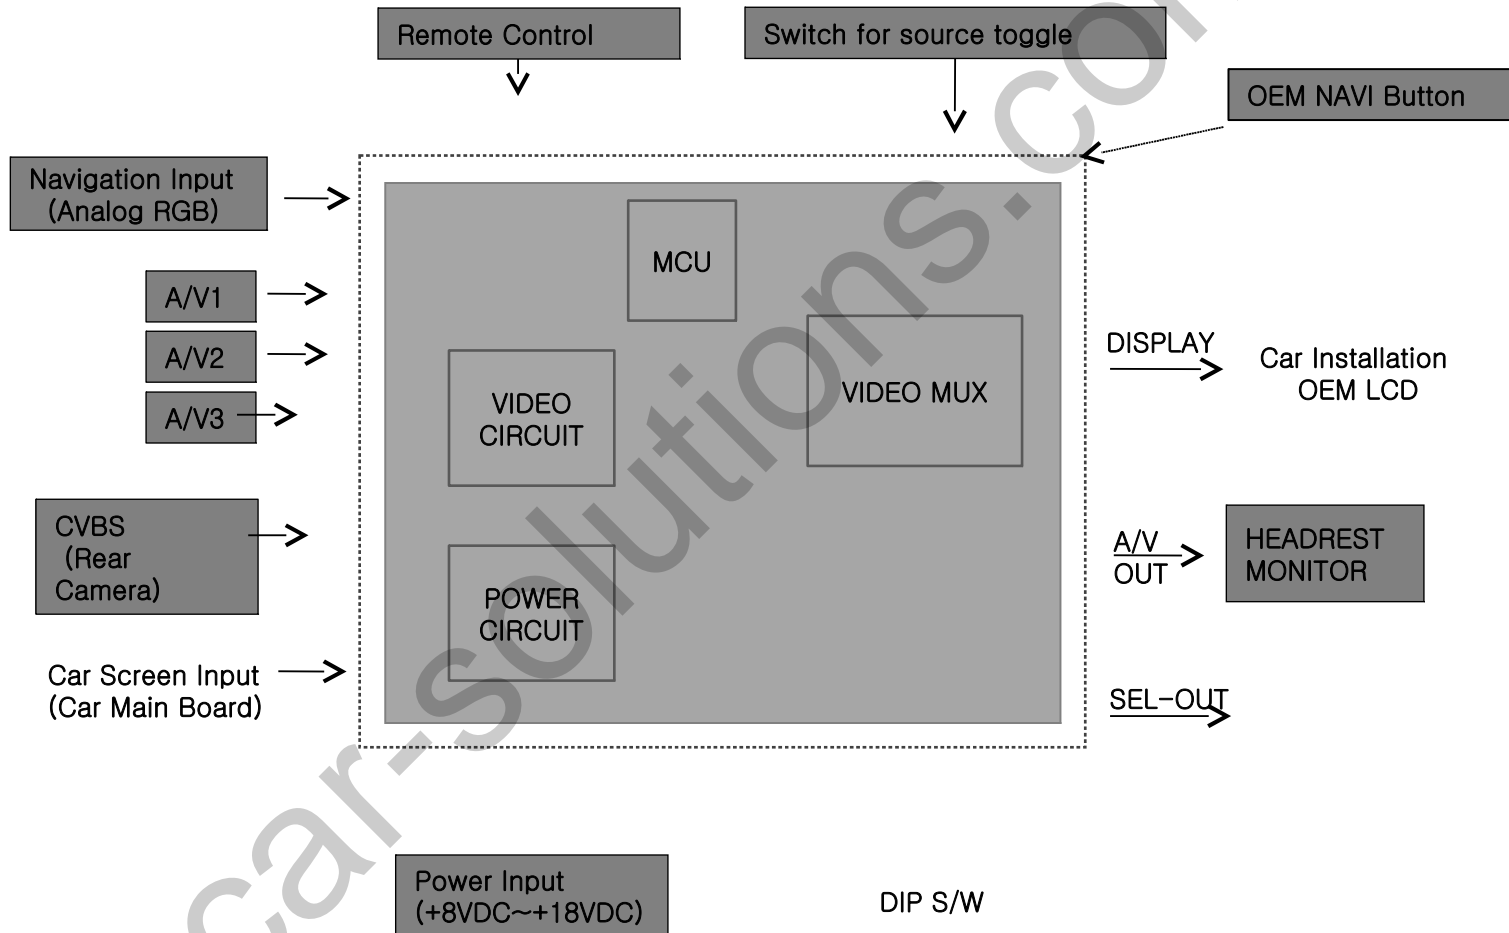 Remote Control
Switch for source toggle
OEM NAVI Button
Navigation Input
(Analog RGB)
MCU
A/V1
A/V2
A/V3
VIDEO
CIRCUIT
VIDEO MUX
DISPLAY
Car Installation
OEM LCD
CVBS
(Rear
Camera)
A/V
OUT
HEADREST
MONITOR
POWER
CIRCUIT
Car Screen Input
(Car Main Board)
SEL-OUT
Power Input
(+8VDC~+18VDC)
DIP S/W
car-solutions.com